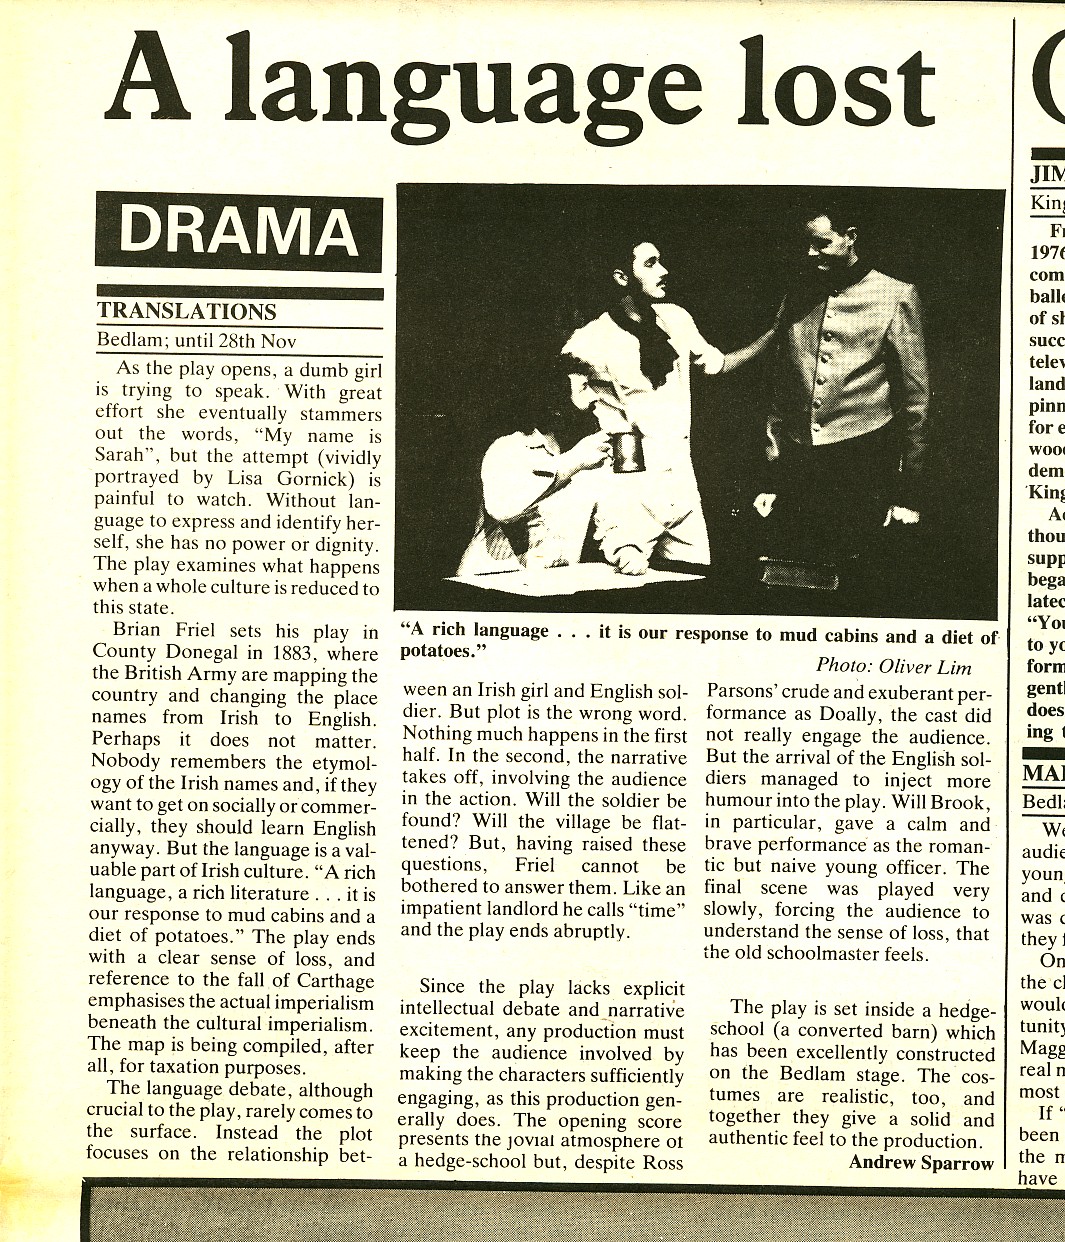 A language lost
DRAMA
TRANSLATIONS
Bedlam; until 28th Nov
As the play opens, a dumb girl
is trying to speak. With great
effort she eventually stammers
out the words, “My name is
Sarah”, but the attempt (vividly
portrayed by Lisa Gornick) is
painful to watch. Without lan-
guage to express and identify her-
self, she has no power or dignity.
The play examines what happens
when a whole culture is reduced to
this state.
Brian Friel sets his play in
County Donegal in 1883, where
the British Army are mapping the
country and changing the place
names from Irish to English.
Perhaps it does not matter.
Nobody remembers the etymol-
ogy of the Irish names and, if they
want to get on socially or commer-
cially, they should learn English
anyway. But the language is a val-
uable part of Irish culture. “A rich
language, a rich literature . . . it is
our response to mud cabins and a
diet of potatoes.” The play ends
with a clear sense of loss, and
reference to the fall of Carthage
emphasises the actual imperialism
beneath the cultural imperialism.
The map is being compiled, after
all, for taxation purposes.
The language debate, although
crucial to the play, rarely comes to
the surface. Instead the plot
focuses on the relationship bet-
“A rich language . . . it is our response to mud cabins and a diet of
potatoes.”
Photo: Oliver Lim
ween an Irish girl and English sol-
dier. But plot is the wrong word.
Nothing much happens in the first
half. In the second, the narrative
takes off, involving the audience
in the action. Will the soldier be
found? Will the village be flat-
tened? But, having raised these
questions, Friel cannot be
bothered to answer them. Like an
impatient landlord he calls “time”
and the play ends abruptly.
Since the play lacks explicit
intellectual debate and narrative
excitement, any production must
keep the audience involved by
making the characters sufficiently
engaging, as this production gen-
erally does. The opening score
presents the jovial atmosphere of
a hedge-school but, despite Ross
Parsons’ crude and exuberant per-
formance as Doally, the cast did
not really engage the audience.
But the arrival of the English sol-
diers managed to inject more
humour into the play. Will Brook,
in particular, gave a calm and
brave performance as the roman-
tic but naive young officer. The
final scene was played very
slowly, forcing the audience to
understand the sense of loss, that
the old schoolmaster feels.
The play is set inside a hedge-
school (a converted barn) which
has been excellently constructed
on the Bedlam stage. The cos-
tumes are realistic, too, and
together they give a solid and
authentic feel to the production.
Andrew Sparrow
1976
of
for
does
ing
We
and
was
they
On
the
real
most
If
been
the
have